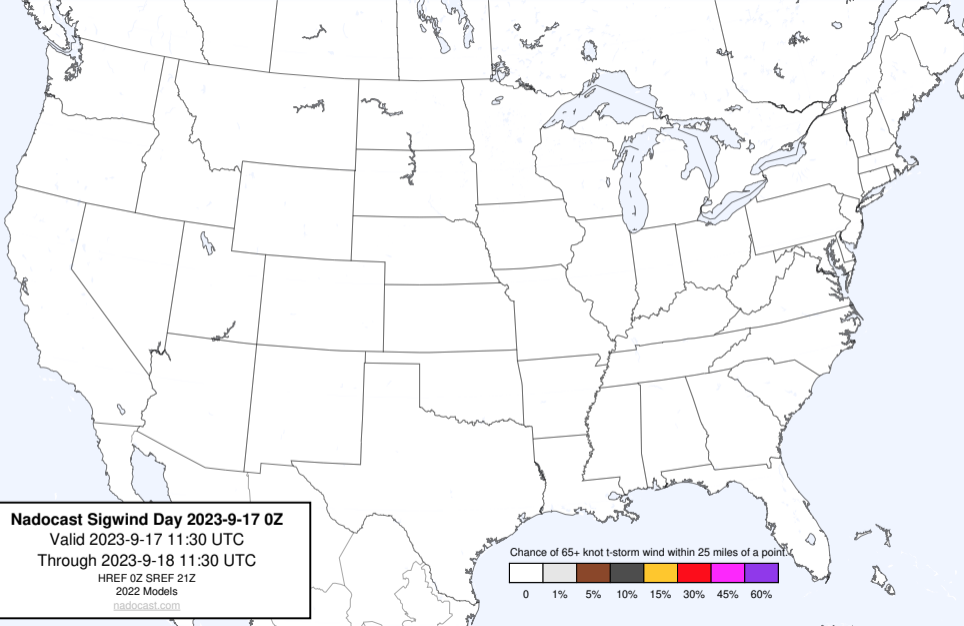 Nadocast Sigwind Day 2023-9-17 0Z
Valid 2023-9-17 11:30 UTC
Through 2023-9-18 11:30 UTC
HREF 0Z SREF 21Z
2022 Models
nadocast.com
Chance of 65+ knot t-storm wind within 25 miles of a point.
0 1% 5% 10% 15% 30% 45% 60%